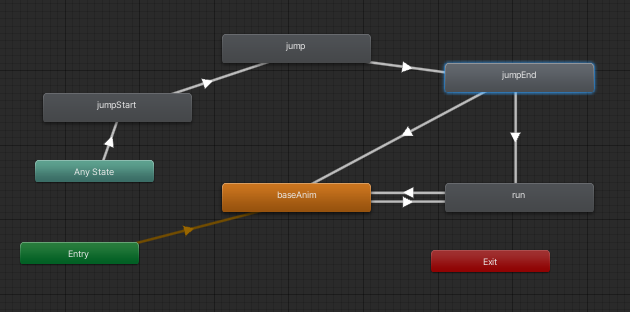 jump
jumpEnd
jumpStart
Any State
baseAnim
run
Entry
Exit